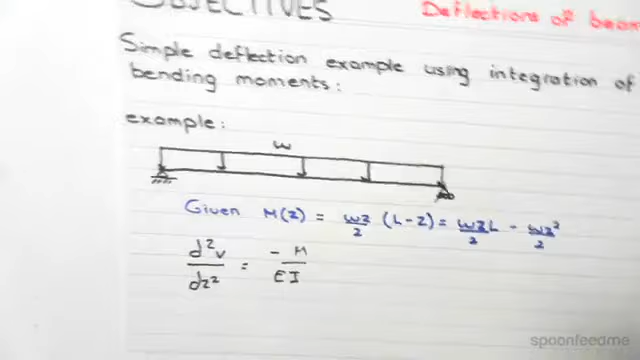 OBJECTIVES Deflections of beam
Simple deflection example using integration of
bending moments:
example:
w
Given M(z) = wz/2 (L-z) = wzL/2 - wz²/2
d²v/dz² = -M/EI
spoonfeedme